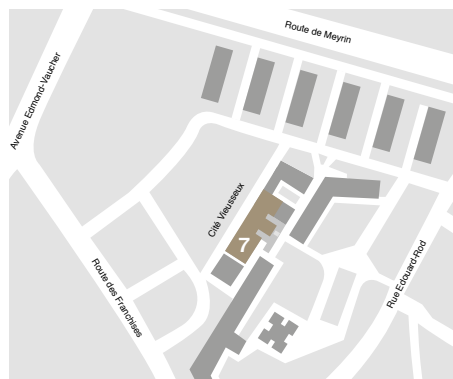 Route de Meyrin
Avenue Edmond-Vaucher
Cité Vieusseux
7
Rue Edouard-Rod
Route des Franchises